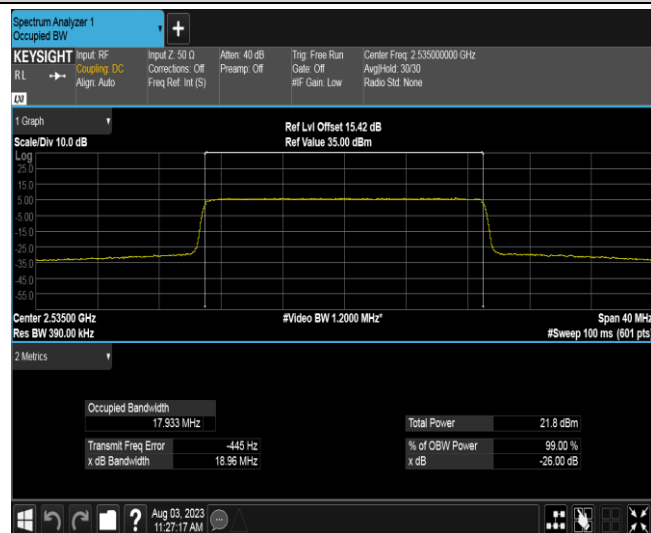 Spectrum Analyzer 1
Occupied BW
KEYSIGHT Input: RF Input Z: 50 Ω Atten: 40 dB Trig: Free Run Center Freq: 2.535000000 GHz
R L Coupling: DC Corrections: Off Preamp: Off Gate: Off Avg|Hold: 30/30
Align: Auto Freq Ref: Int (S) #IF Gain: Low Radio Std: None
LXI
1 Graph
Ref Lvl Offset 15.42 dB
Scale/Div 10.0 dB Ref Value 35.00 dBm
Log
25.0
15.0
5.00
-5.00
-15.0
-25.0
-35.0
-45.0
-55.0
Center 2.53500 GHz #Video BW 1.2000 MHz* Span 40 MHz
Res BW 390.00 kHz #Sweep 100 ms (601 pts)
2 Metrics
Occupied Bandwidth
17.933 MHz Total Power 21.8 dBm
Transmit Freq Error -445 Hz % of OBW Power 99.00 %
x dB Bandwidth 18.96 MHz x dB -26.00 dB
? Aug 03, 2023
11:27:17 AM